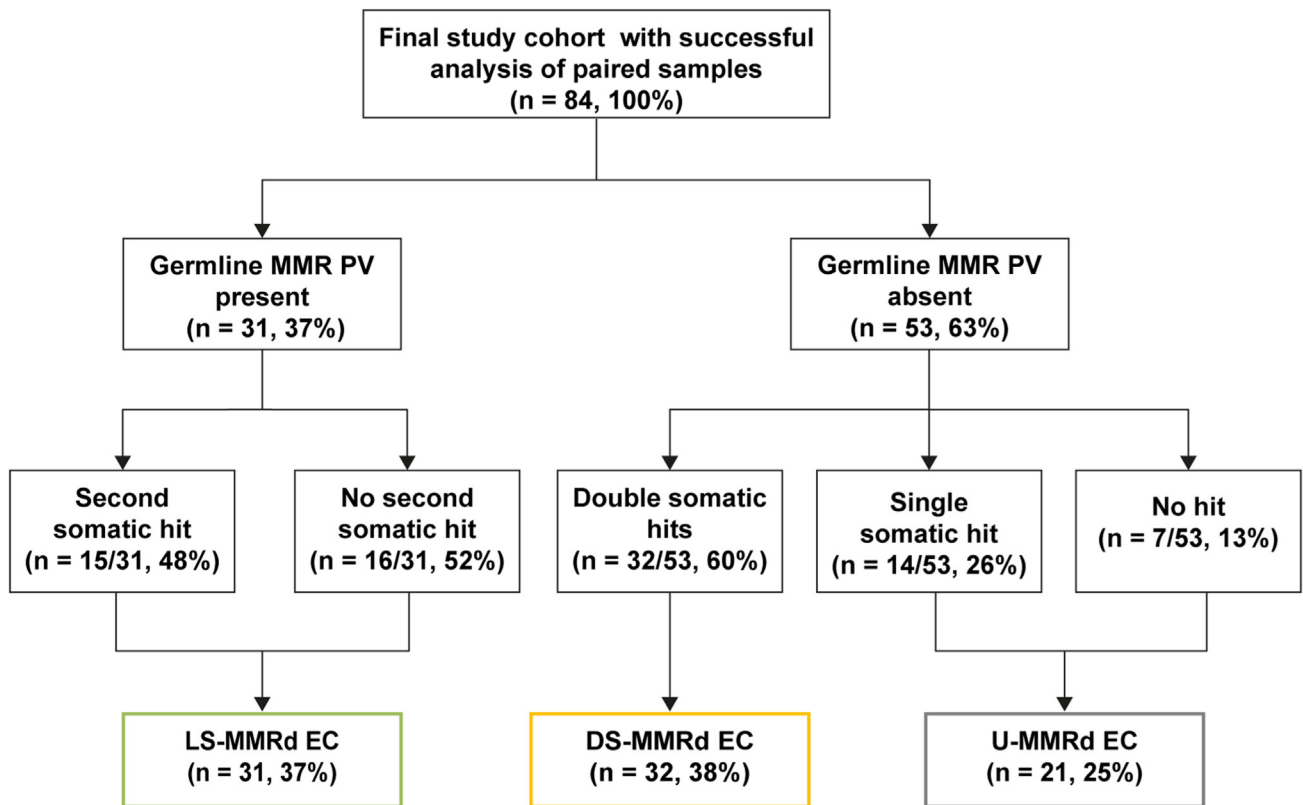 Final study cohort with successful
analysis of paired samples
(n = 84, 100%)
Germline MMR PV
present
(n = 31, 37%)
Germline MMR PV
absent
(n = 53, 63%)
Second
somatic hit
(n = 15/31, 48%)
No second
somatic hit
(n = 16/31, 52%)
Double somatic
hits
(n = 32/53, 60%)
Single
somatic hit
(n = 14/53, 26%)
No hit
(n = 7/53, 13%)
LS-MMRd EC
(n = 31, 37%)
DS-MMRd EC
(n = 32, 38%)
U-MMRd EC
(n = 21, 25%)